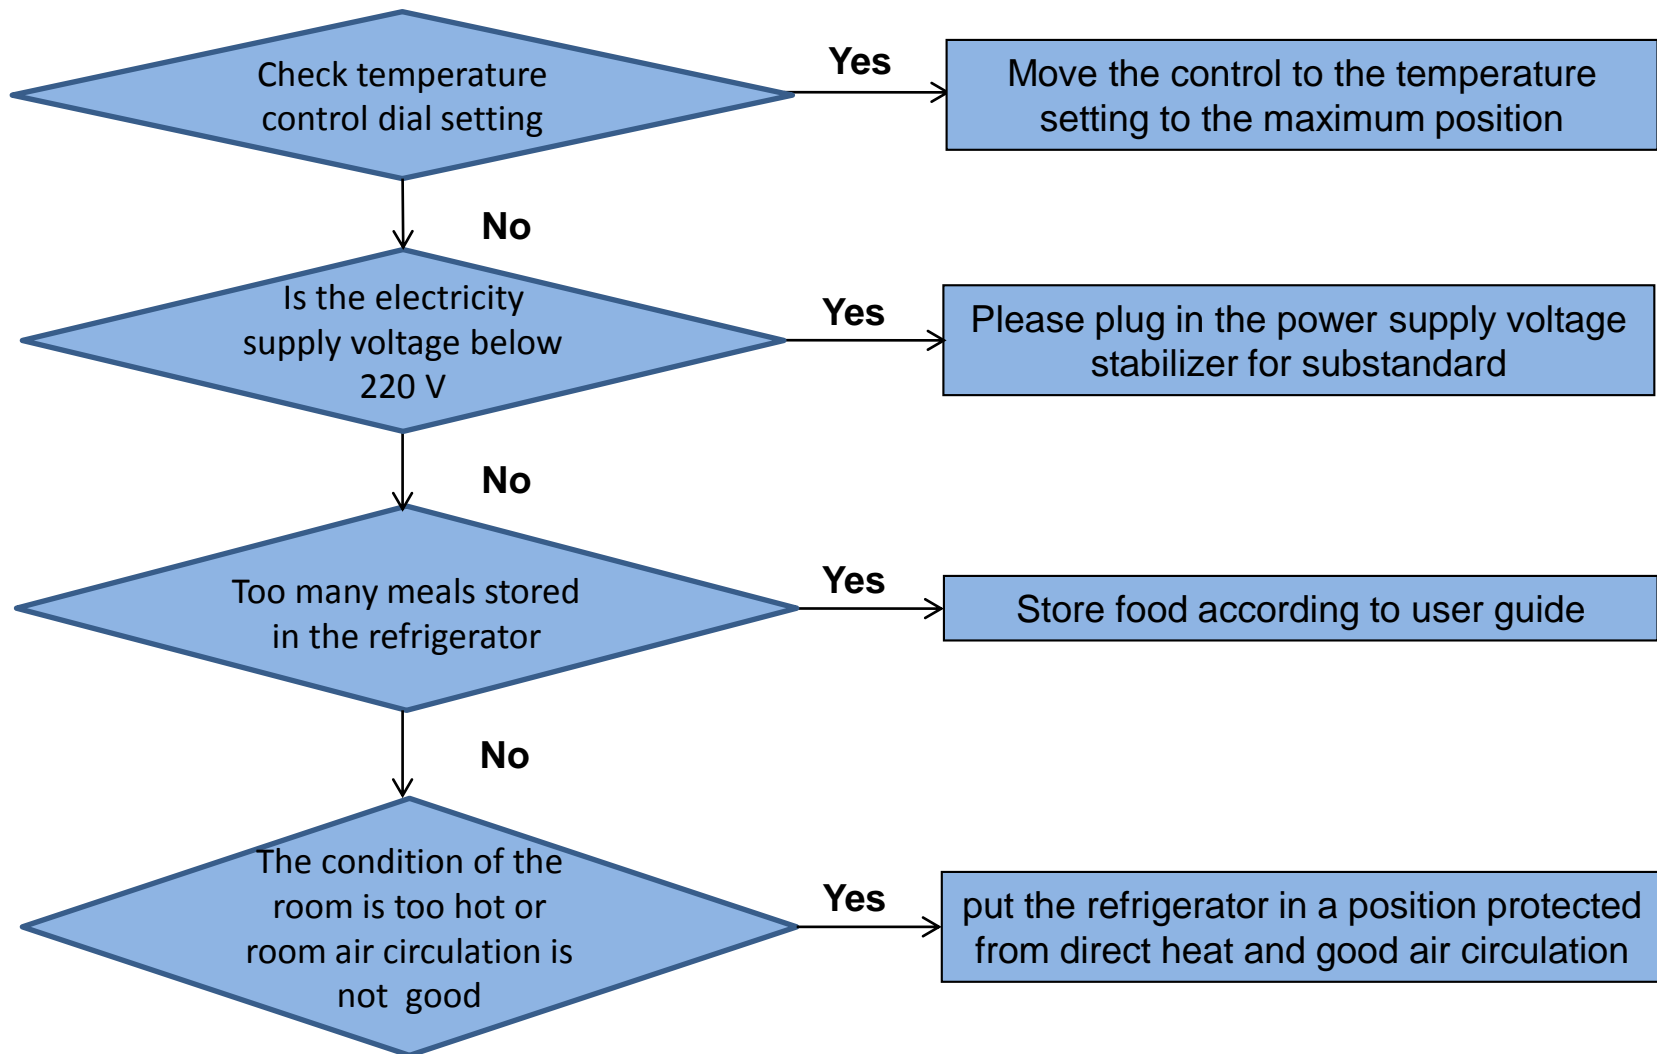 Check temperature
control dial setting
Yes
Move the control to the temperature
setting to the maximum position
No
Is the electricity
supply voltage below
220 V
Yes
Please plug in the power supply voltage
stabilizer for substandard
No
Too many meals stored
in the refrigerator
Yes
Store food according to user guide
No
The condition of the
room is too hot or
room air circulation is
not good
Yes
put the refrigerator in a position protected
from direct heat and good air circulation